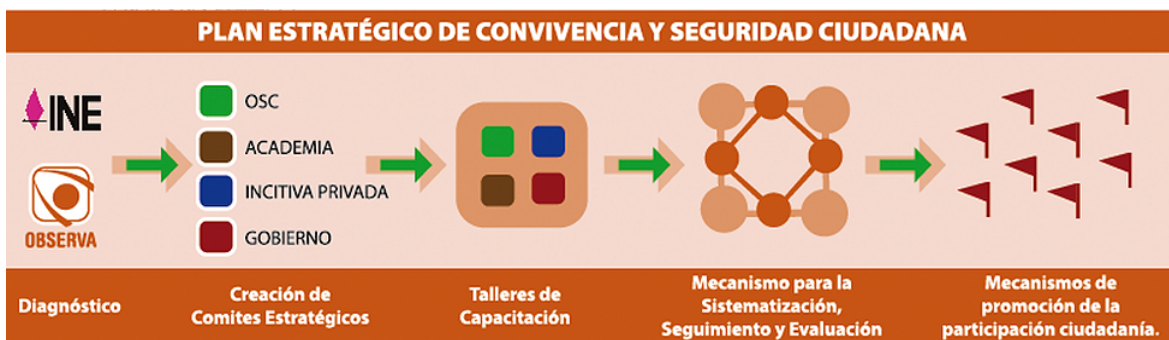 PLAN ESTRATÉGICO DE CONVIVENCIA Y SEGURIDAD CIUDADANA
INE
OBSERVA
OSC
ACADEMIA
INCITIVA PRIVADA
GOBIERNO
Diagnóstico
Creación de
Comites Estratégicos
Talleres de
Capacitación
Mecanismo para la
Sistematización,
Seguimiento y Evaluación
Mecanismos de
promoción de la
participación ciudadanía.